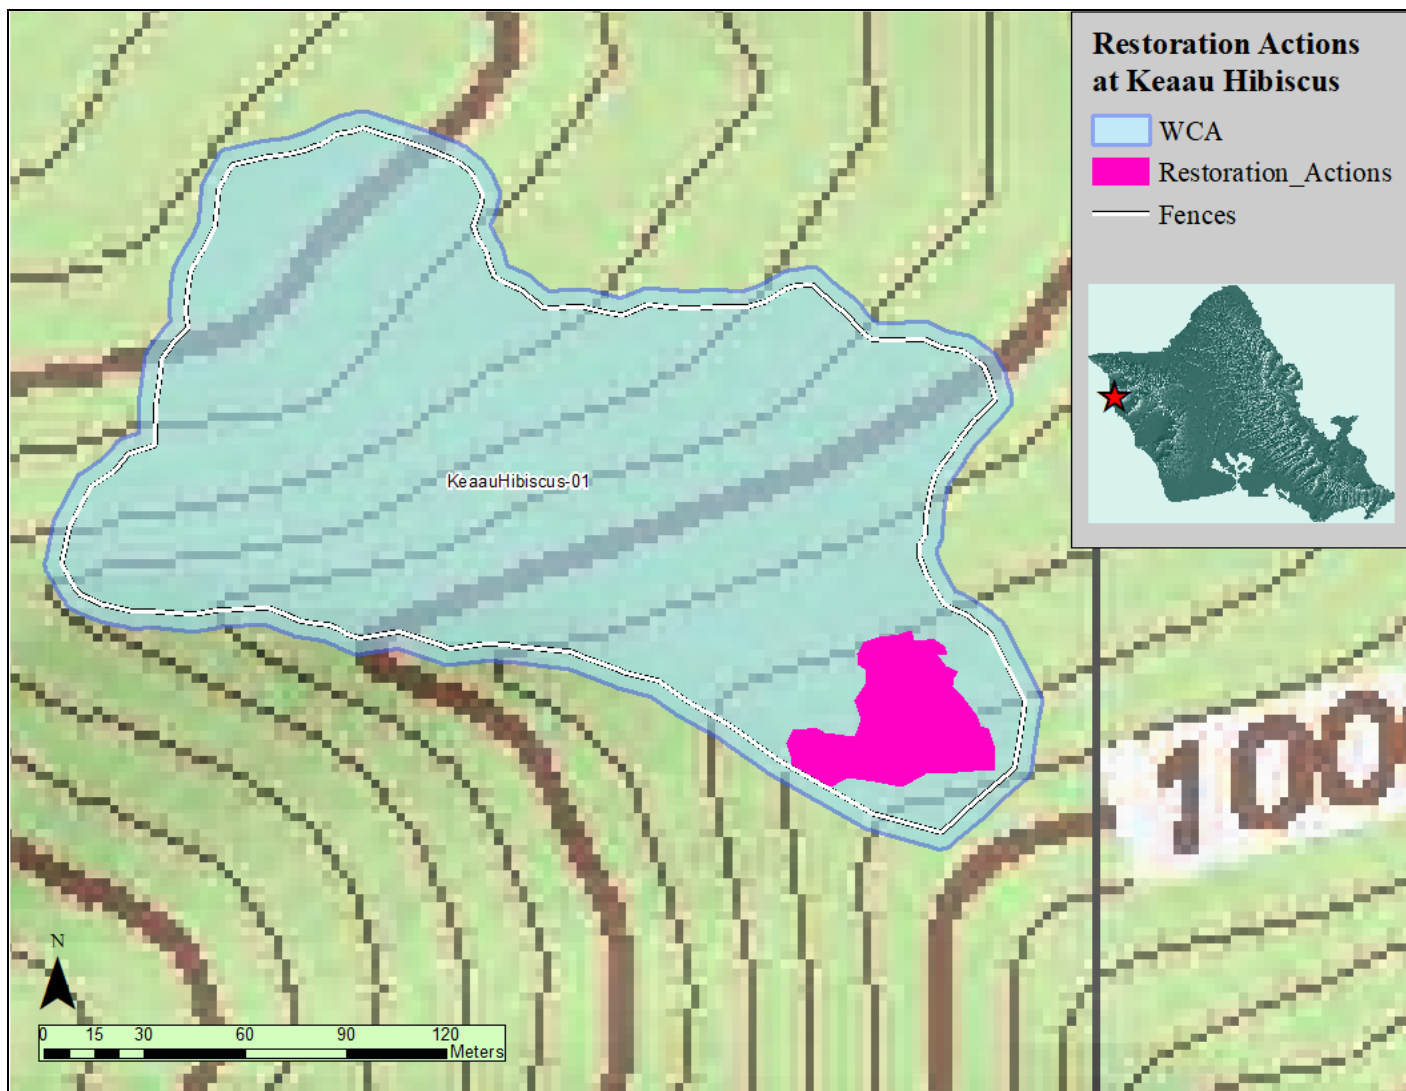 Restoration Actions
at Keaau Hibiscus
WCA
Restoration_Actions
Fences
KeaauHibiscus-01
100
N
0 15 30 60 90 120
Meters